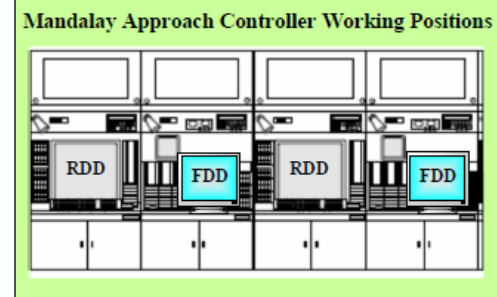 Mandalay Approach Controller Working Positions
RDD
FDD
RDD
FDD